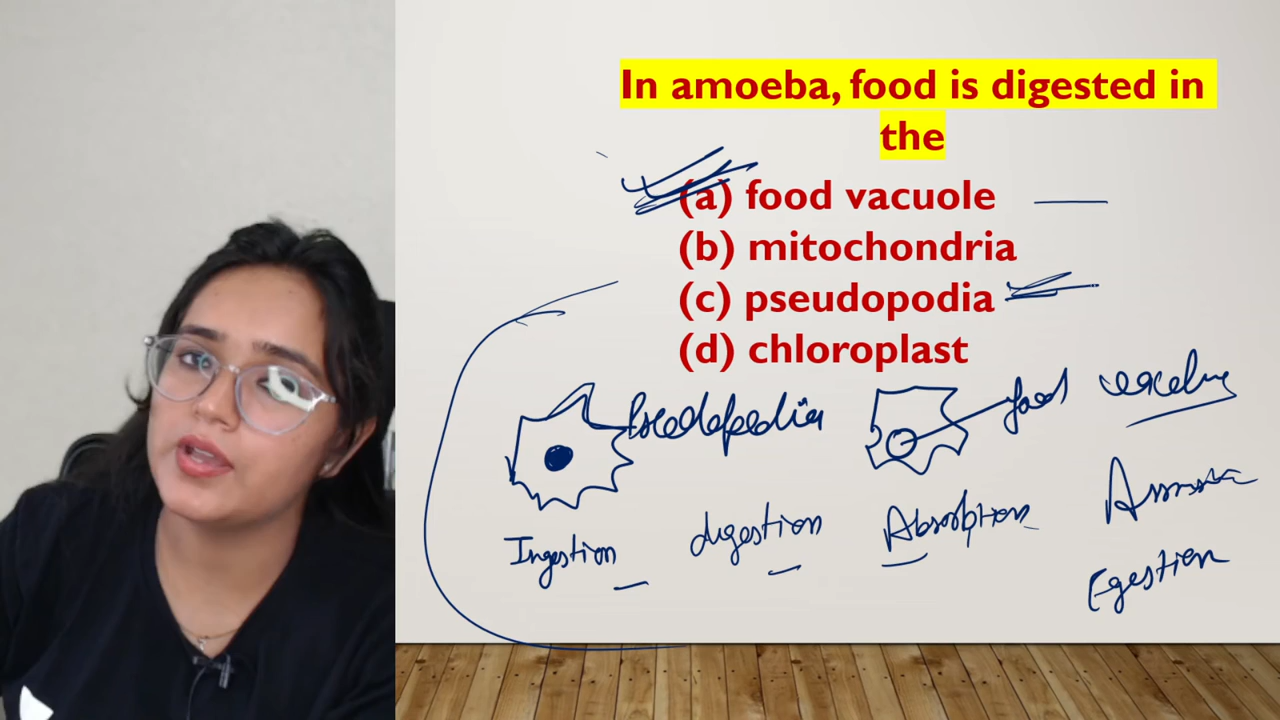 In amoeba, food is digested in
the
(a) food vacuole
(b) mitochondria
(c) pseudopodia
(d) chloroplast
food
Ingestion
digestion
Absorption
Egestion